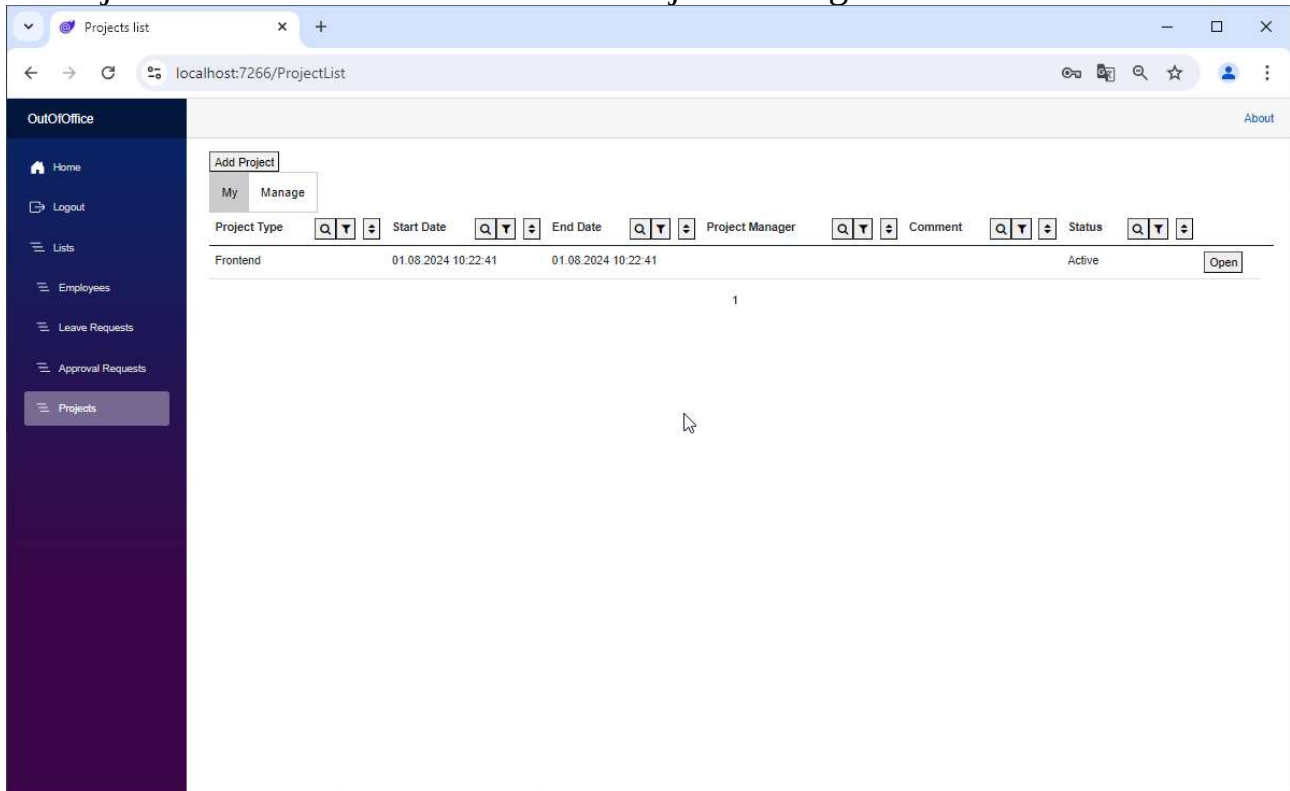 Projects list
localhost:7266/ProjectList
OutOfOffice
About
Home
Logout
Lists
Employees
Leave Requests
Approval Requests
Projects
Add Project
My Manage
Project Type Start Date End Date Project Manager Comment Status
Frontend 01.08.2024 10:22:41 01.08.2024 10:22:41 Active Open
1